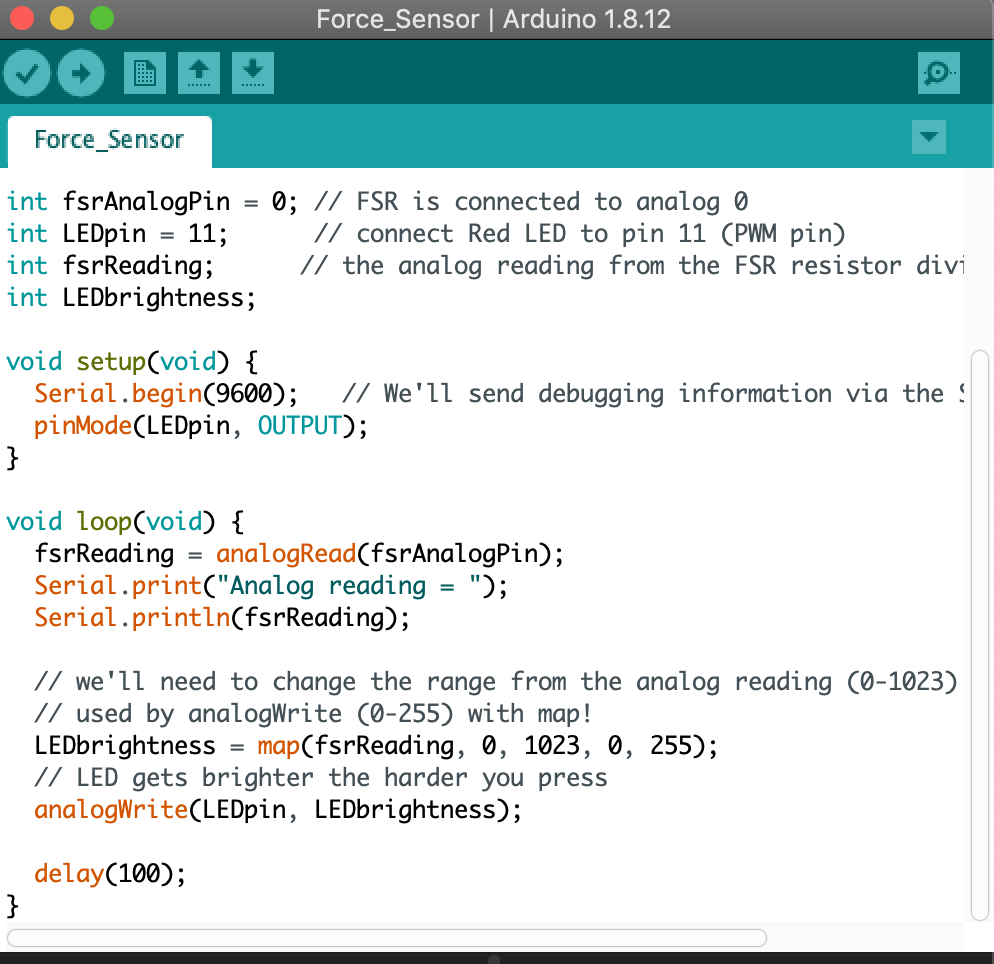 Force_Sensor | Arduino 1.8.12
Force_Sensor
int fsrAnalogPin = 0; // FSR is connected to analog 0
int LEDpin = 11;      // connect Red LED to pin 11 (PWM pin)
int fsrReading;      // the analog reading from the FSR resistor divi
int LEDbrightness;

void setup(void) {
  Serial.begin(9600);   // We'll send debugging information via the
  pinMode(LEDpin, OUTPUT);
}

void loop(void) {
  fsrReading = analogRead(fsrAnalogPin);
  Serial.print("Analog reading = ");
  Serial.println(fsrReading);

  // we'll need to change the range from the analog reading (0-1023)
  // used by analogWrite (0-255) with map!
  LEDbrightness = map(fsrReading, 0, 1023, 0, 255);
  // LED gets brighter the harder you press
  analogWrite(LEDpin, LEDbrightness);

  delay(100);
}